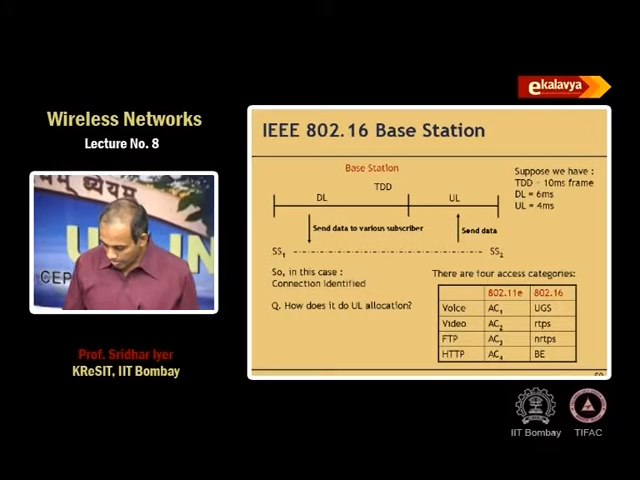 ekalavya
Wireless Networks
Lecture No. 8
IEEE 802.16 Base Station
Base Station
TDD
DL
UL
Send data to various subscriber
Send data
SS1
SS2
Suppose we have :
TDD - 10ms frame
DL = 6ms
UL = 4ms
So, in this case :
Connection Identified
Q. How does it do UL allocation?
There are four access categories:
802.11e 802.16
Voice AC1 UGS
Video AC2 rtps
FTP AC3 nrtps
HTTP AC4 BE
CEP
Prof. Sridhar Iyer
KReSIT, IIT Bombay
IIT Bombay
TIFAC